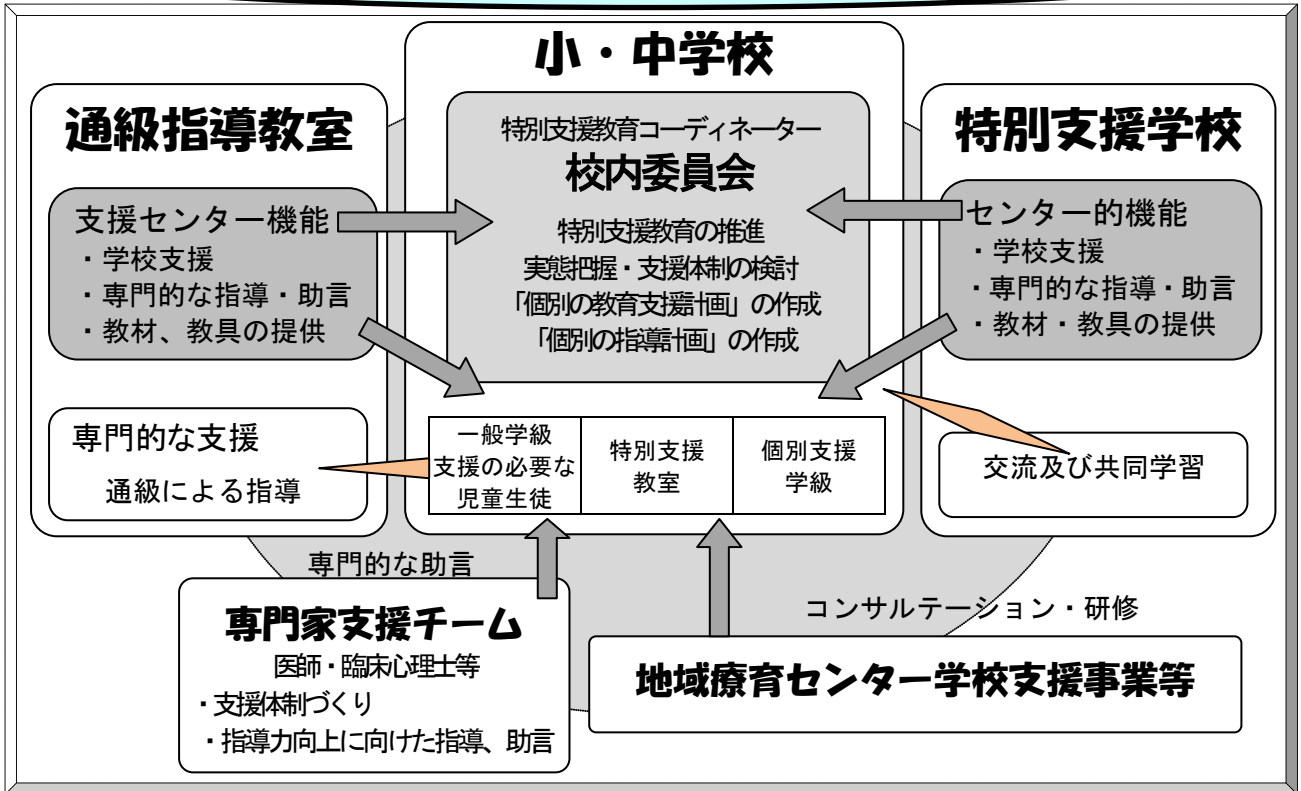 小・中学校
特別支援教育コーディネーター
校内委員会
特別支援教育の推進
実態把握・支援体制の検討
「個別の教育支援計画」の作成
「個別の指導計画」の作成
一般学級
支援の必要な
児童生徒
特別支援
教室
個別支援
学級
通級指導教室
支援センター機能
・学校支援
・専門的な指導・助言
・教材、教具の提供
専門的な支援
通級による指導
特別支援学校
センター的機能
・学校支援
・専門的な指導・助言
・教材・教具の提供
交流及び共同学習
専門的な助言
専門家支援チーム
医師・臨床心理士等
・支援体制づくり
・指導力向上に向けた指導、助言
コンサルテーション・研修
地域療育センター学校支援事業等